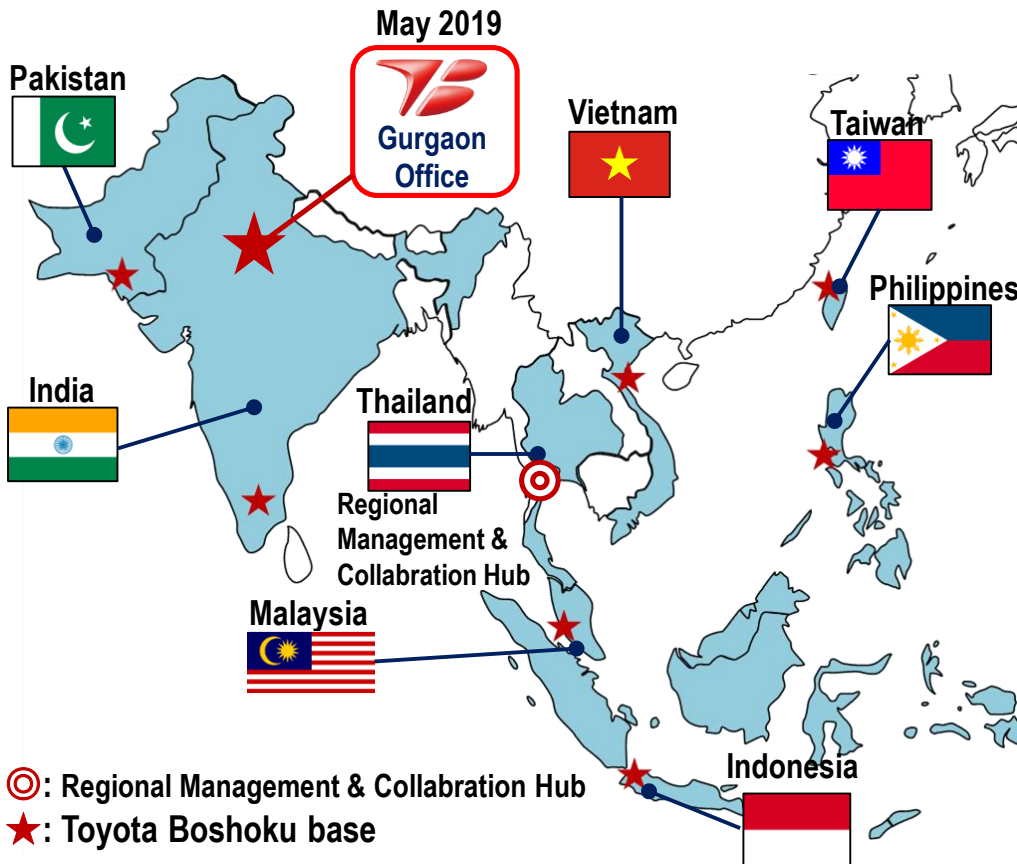 May 2019
Pakistan
Gurgaon
Office
Vietnam
Taiwan
Philippines
India
Thailand
Regional
Management &
Collabration Hub
Malaysia
Indonesia
: Regional Management & Collabration Hub
: Toyota Boshoku base